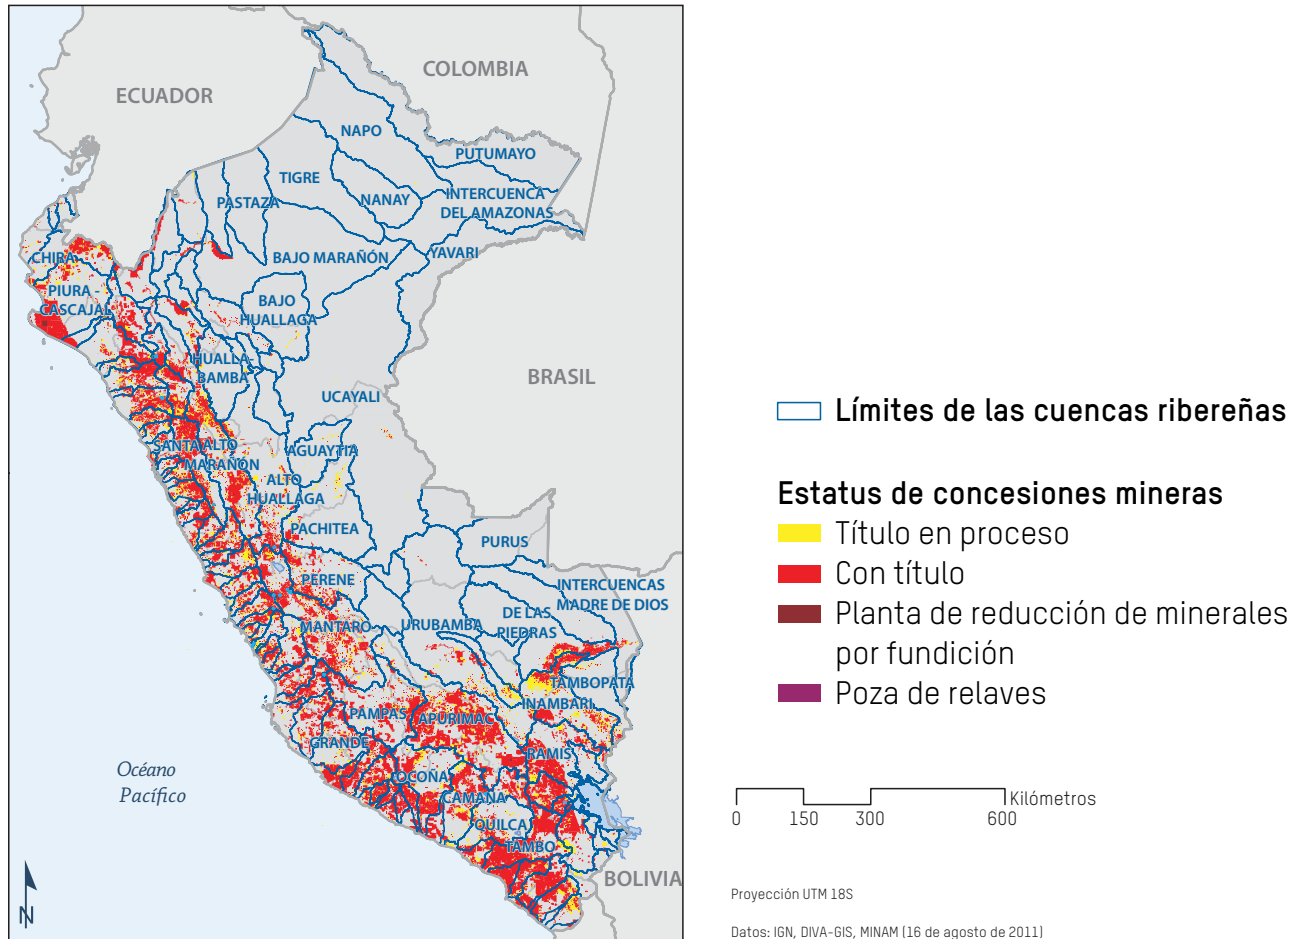 COLOMBIA
ECUADOR
NAPO
PUTUMAYO
TIGRE
PASTAZA
NANAY
INTERCUENCA
DEL AMAZONAS
CHIRA
BAJO MARAÑÓN
YAVARI
PIURA -
CASCAJAL
BAJO
HUALLAGA
HUALLA-
BAMBA
BRASIL
UCAYALI
SANTA
ALTO
MARAÑÓN
AGUAYTIA
ALTO
HUALLAGA
PACHITEA
PURUS
PERENE
INTERCUENCAS
MADRE DE DIOS
DE LAS
PIEDRAS
MANTARO
URUBAMBA
TAMBOPATA
INAMBARI
PAMPAS
APURIMAC
GRANDE
RAMIS
OCOÑA
CAMANA
QUILCA
TAMBO
Océano
Pacífico
BOLIVIA
N
Límites de las cuencas ribereñas
Estatus de concesiones mineras
Título en proceso
Con título
Planta de reducción de minerales
por fundición
Poza de relaves
Kilómetros
0 150 300 600
Proyección UTM 18S
Datos: IGN, DIVA-GIS, MINAM (16 de agosto de 2011)